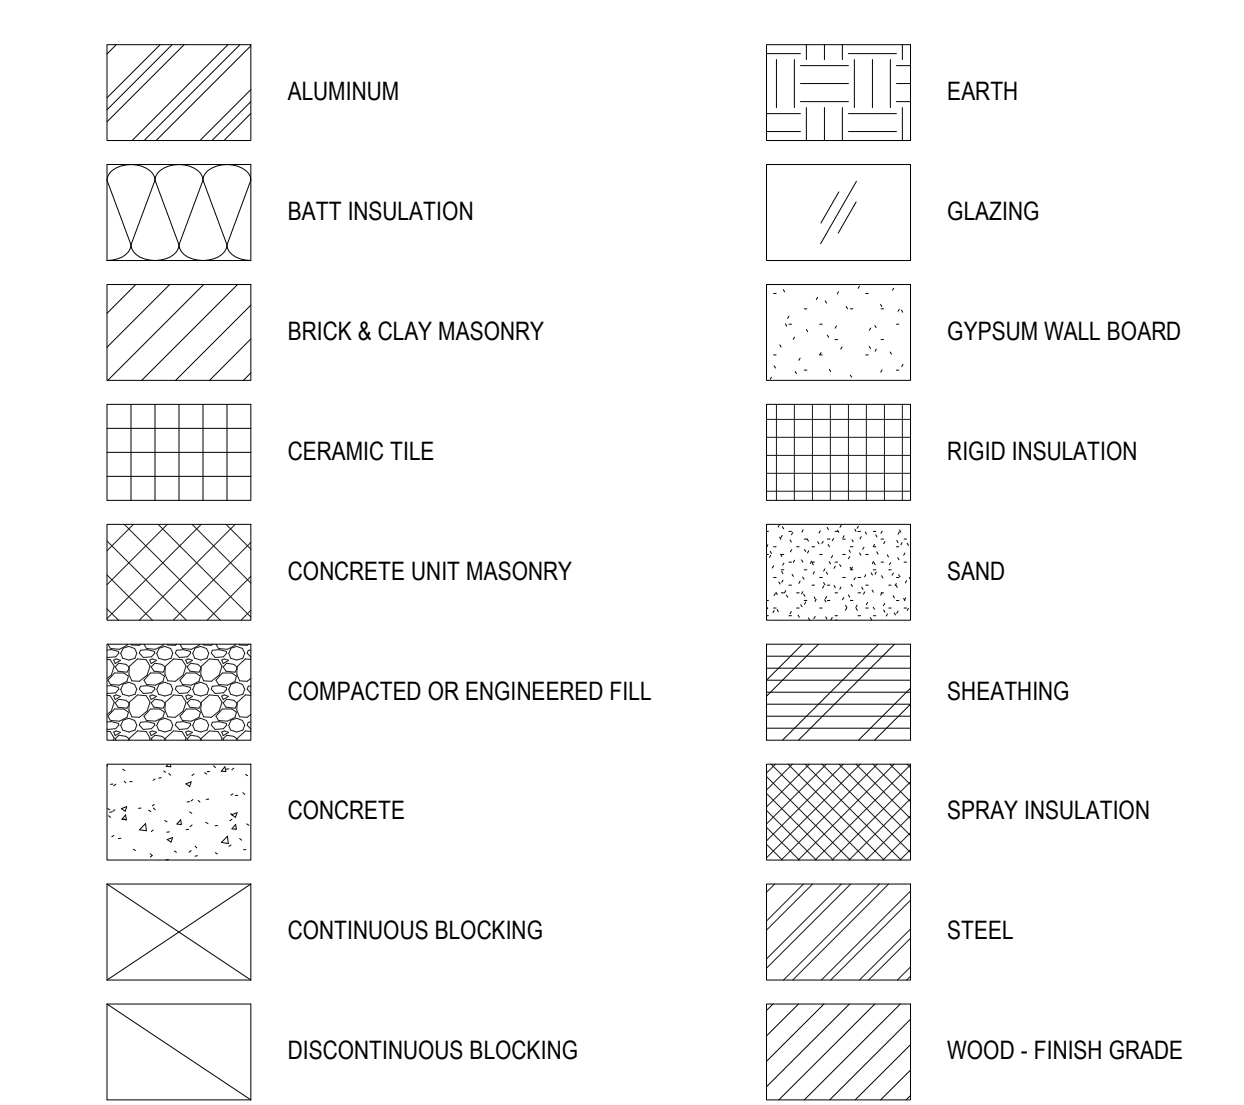 ALUMINUM
BATT INSULATION
BRICK & CLAY MASONRY
CERAMIC TILE
CONCRETE UNIT MASONRY
COMPACTED OR ENGINEERED FILL
CONCRETE
CONTINUOUS BLOCKING
DISCONTINUOUS BLOCKING
EARTH
GLAZING
GYPSUM WALL BOARD
RIGID INSULATION
SAND
SHEATHING
SPRAY INSULATION
STEEL
WOOD - FINISH GRADE